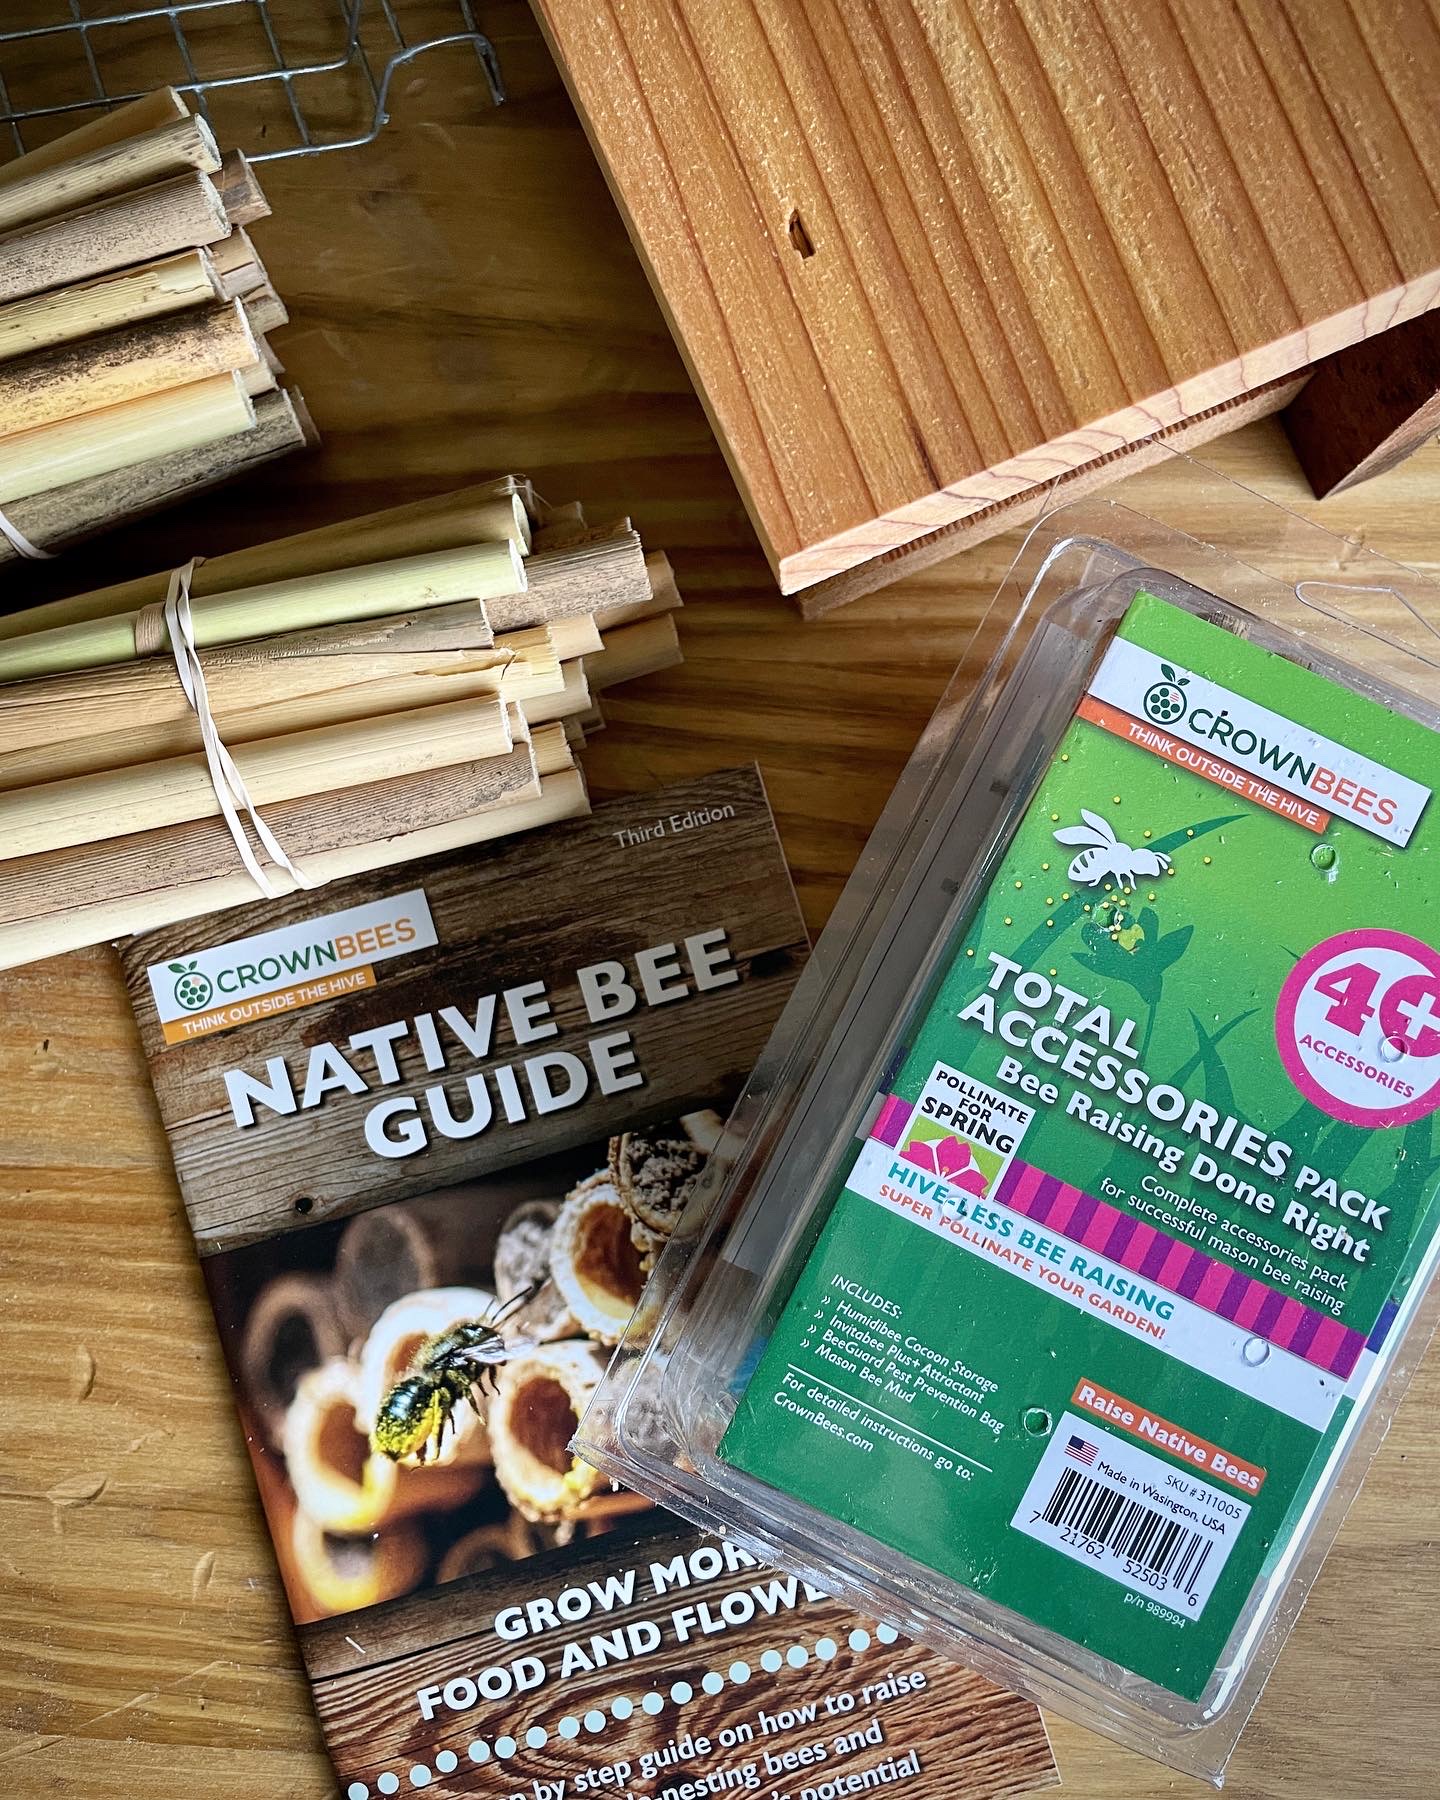 Third Edition
CROWNBEES
THINK OUTSIDE THE HIVE
NATIVE BEE
GUIDE
GROW MOR
FOOD AND FLOWE
by step guide on how to raise
-nesting bees and
potential
CROWNBEES
THINK OUTSIDE THE HIVE
4+
ACCESSORIES
TOTAL
ACCESSORIES PACK
Bee Raising Done Right
Complete accessories pack
for successful mason bee raising
POLLINATE
FOR
SPRING
HIVE-LESS BEE RAISING
SUPER POLLINATE YOUR GARDEN!
INCLUDES:
» Humidibee Cocoon Storage
» Invitabee Plus+ Attractant
» BeeGuard Pest Prevention Bag
» Mason Bee Mud
For detailed instructions go to:
CrownBees.com
Raise Native Bees
SKU #311005
Made in Wasington, USA
7 21762 52503 6
p/n 989994